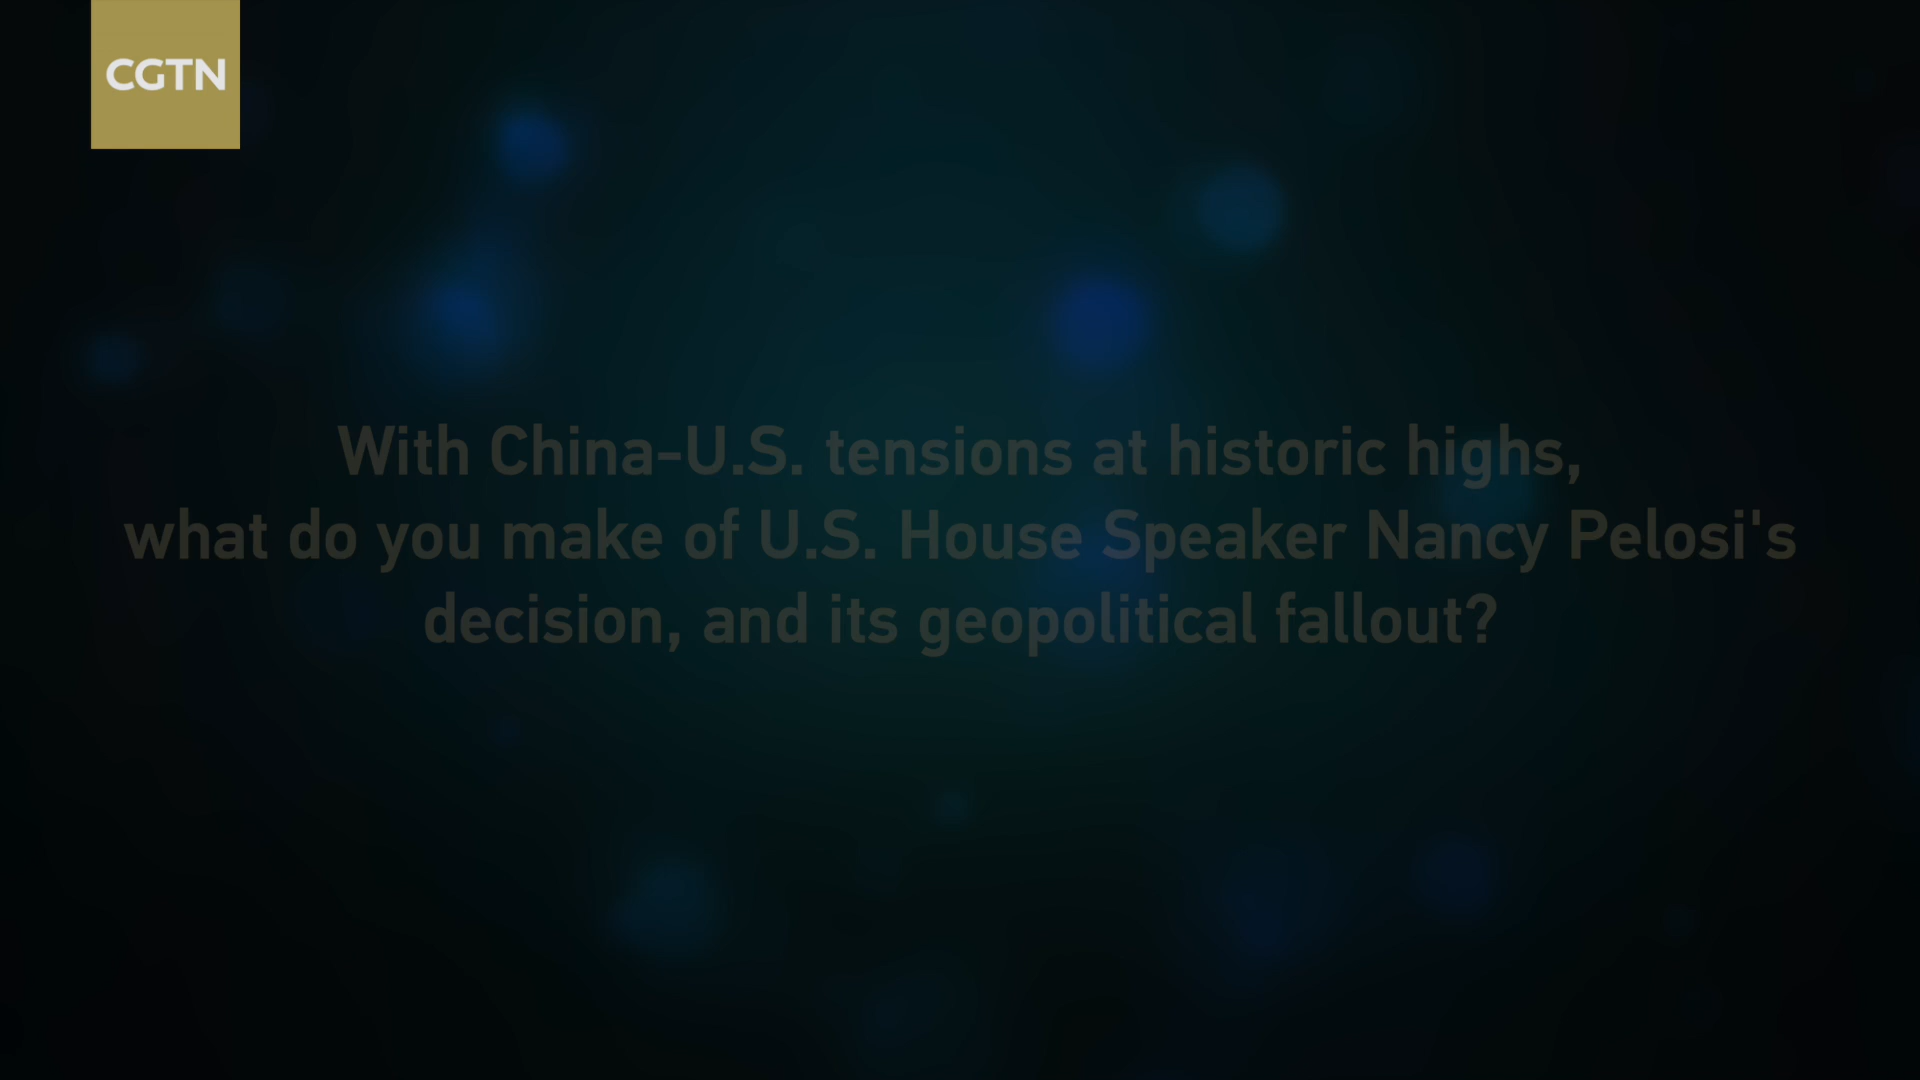 CGTN
With China-U.S. tensions at historic highs,
what do you make of U.S. House Speaker Nancy Pelosi's
decision, and its geopolitical fallout?